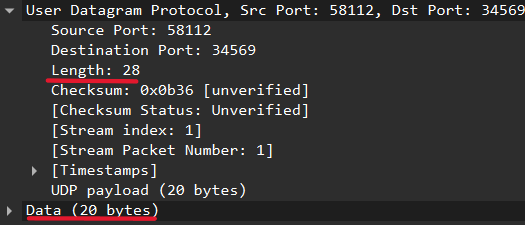 User Datagram Protocol, Src Port: 58112, Dst Port: 34569
Source Port: 58112
Destination Port: 34569
Length: 28
Checksum: 0x0b36 [unverified]
[Checksum Status: Unverified]
[Stream index: 1]
[Stream Packet Number: 1]
[Timestamps]
UDP payload (20 bytes)
Data (20 bytes)